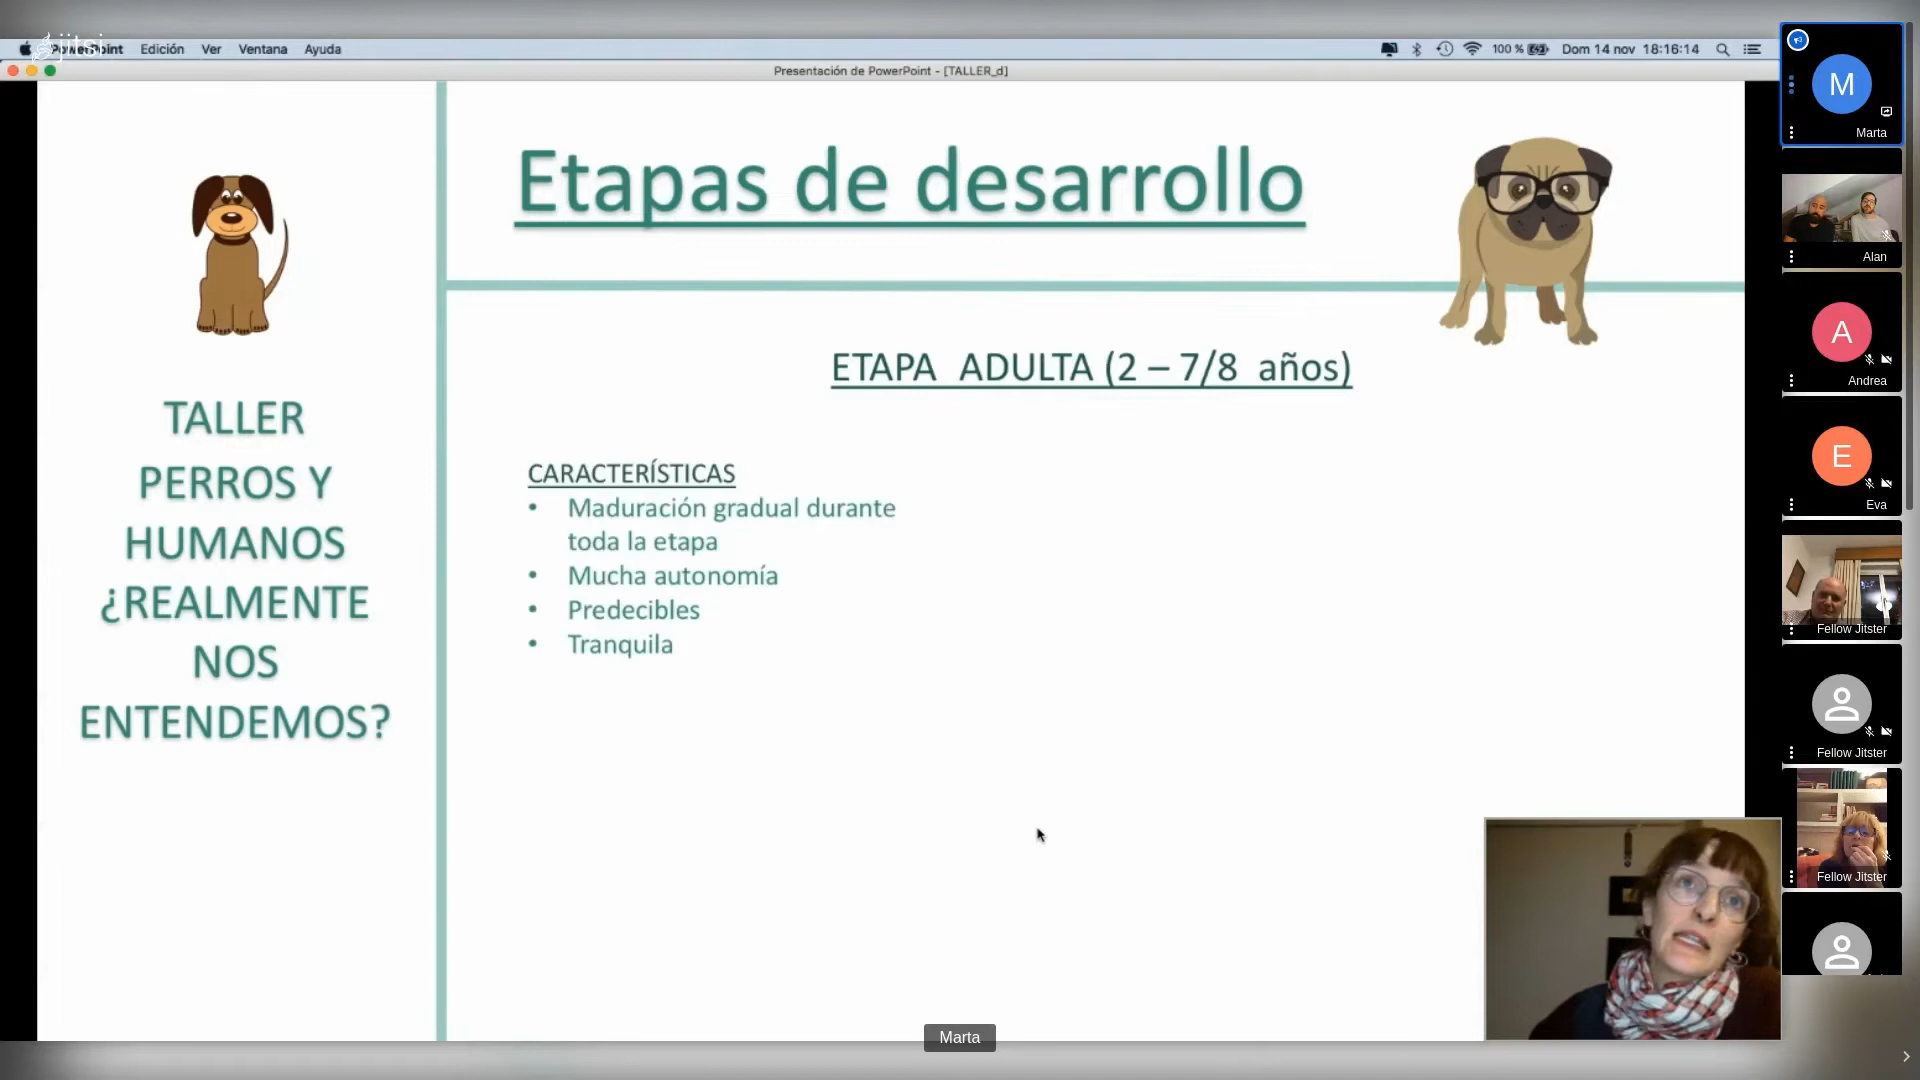 jitsi
PowerPoint Edición Ver Ventana Ayuda
100 % Dom 14 nov 18:16:14
Presentación de PowerPoint - [TALLER_d]
Etapas de desarrollo
ETAPA ADULTA (2 – 7/8 años)
CARACTERÍSTICAS
• Maduración gradual durante
toda la etapa
• Mucha autonomía
• Predecibles
• Tranquila
TALLER
PERROS Y
HUMANOS
¿REALMENTE
NOS
ENTENDEMOS?
Marta
M
Marta
Alan
A
Andrea
E
Eva
Fellow Jitster
Fellow Jitster
Fellow Jitster